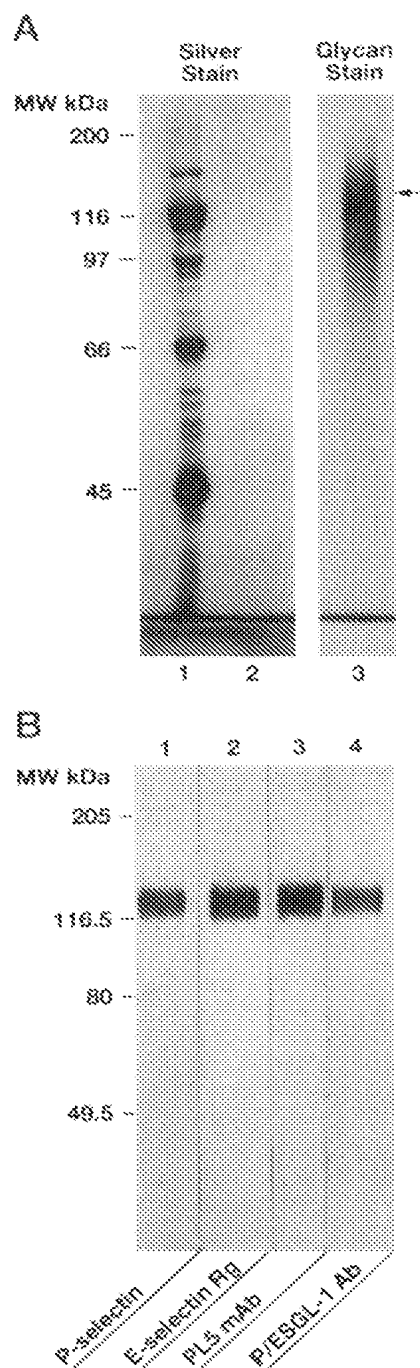 A
Silver Stain
Glycan Stain
MW kDa
200
116
97
66
45
1 2 3
B
1 2 3 4
MW kDa
205
116.5
80
49.5
P-selectin
E-selectin Rg
PL5 mAb
P/ESGL-1 Ab